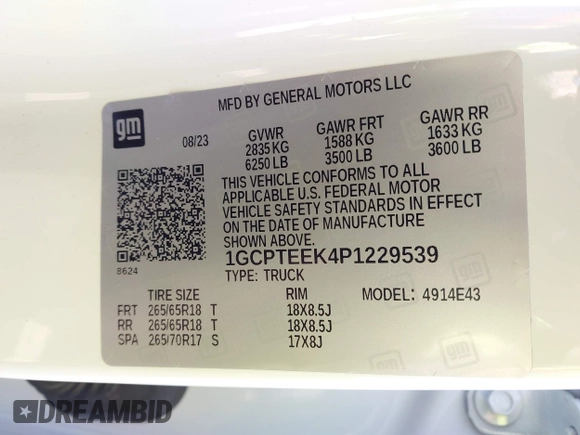 MFD BY GENERAL MOTORS LLC
gm
08/23
GVWR GAWR FRT GAWR RR
2835 KG 1588 KG 1633 KG
6250 LB 3500 LB 3600 LB
THIS VEHICLE CONFORMS TO ALL
APPLICABLE U.S. FEDERAL MOTOR
VEHICLE SAFETY STANDARDS IN EFFECT
ON THE DATE OF MANUFACTURE
SHOWN ABOVE.
8624
1GCPTEEK4P1229539
TYPE: TRUCK
TIRE SIZE RIM MODEL: 4914E43
FRT 265/65R18 T 18X8.5J
RR 265/65R18 T 18X8.5J
SPA 265/70R17 S 17X8J
DREAMBID